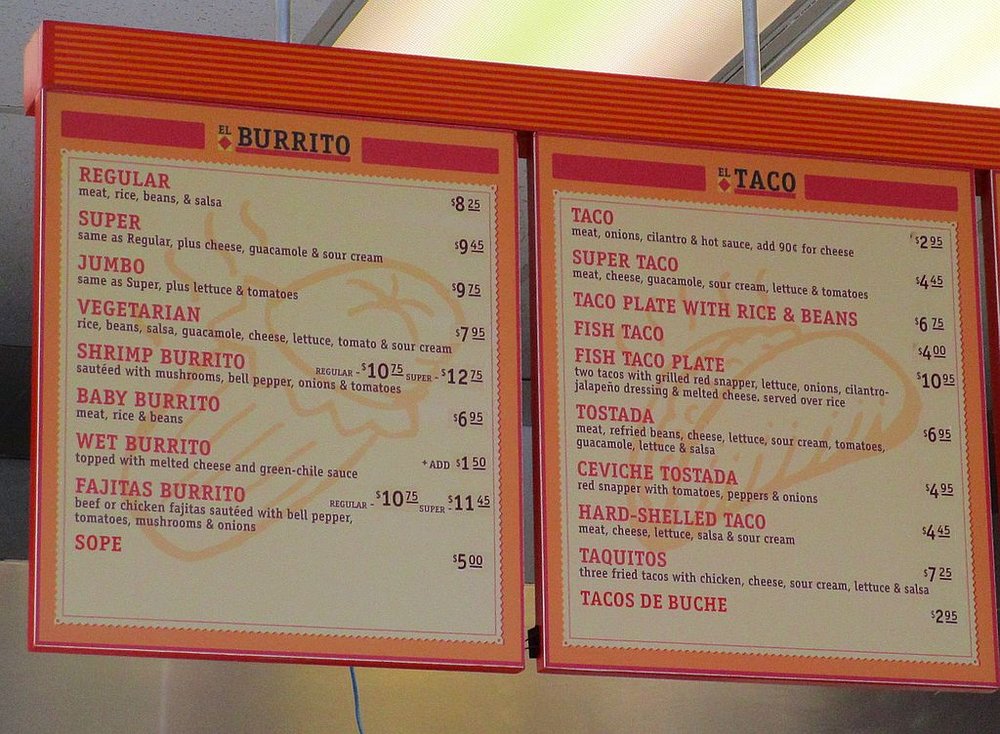 EL BURRITO
REGULAR
meat, rice, beans, & salsa $8 25
SUPER
same as Regular, plus cheese, guacamole & sour cream $9 45
JUMBO
same as Super, plus lettuce & tomatoes $9 75
VEGETARIAN
rice, beans, salsa, guacamole, cheese, lettuce, tomato & sour cream $7 95
SHRIMP BURRITO REGULAR - $10 75 SUPER - $12 75
sautéed with mushrooms, bell pepper, onions & tomatoes
BABY BURRITO
meat, rice & beans $6 95
WET BURRITO
topped with melted cheese and green-chile sauce + ADD $1 50
FAJITAS BURRITO REGULAR - $10 75 SUPER - $11 45
beef or chicken fajitas sautéed with bell pepper,
tomatoes, mushrooms & onions
SOPE $5 00
EL TACO
TACO
meat, onions, cilantro & hot sauce, add 90¢ for cheese $2 95
SUPER TACO
meat, cheese, guacamole, sour cream, lettuce & tomatoes $4 45
TACO PLATE WITH RICE & BEANS $6 75
FISH TACO $4 00
FISH TACO PLATE $10 95
two tacos with grilled red snapper, lettuce, onions, cilantro-
jalapeño dressing & melted cheese. served over rice
TOSTADA
meat, refried beans, cheese, lettuce, sour cream, tomatoes, $6 95
guacamole, lettuce & salsa
CEVICHE TOSTADA
red snapper with tomatoes, peppers & onions $4 95
HARD-SHELLED TACO
meat, cheese, lettuce, salsa & sour cream $4 45
TAQUITOS $7 25
three fried tacos with chicken, cheese, sour cream, lettuce & salsa
TACOS DE BUCHE $2 95